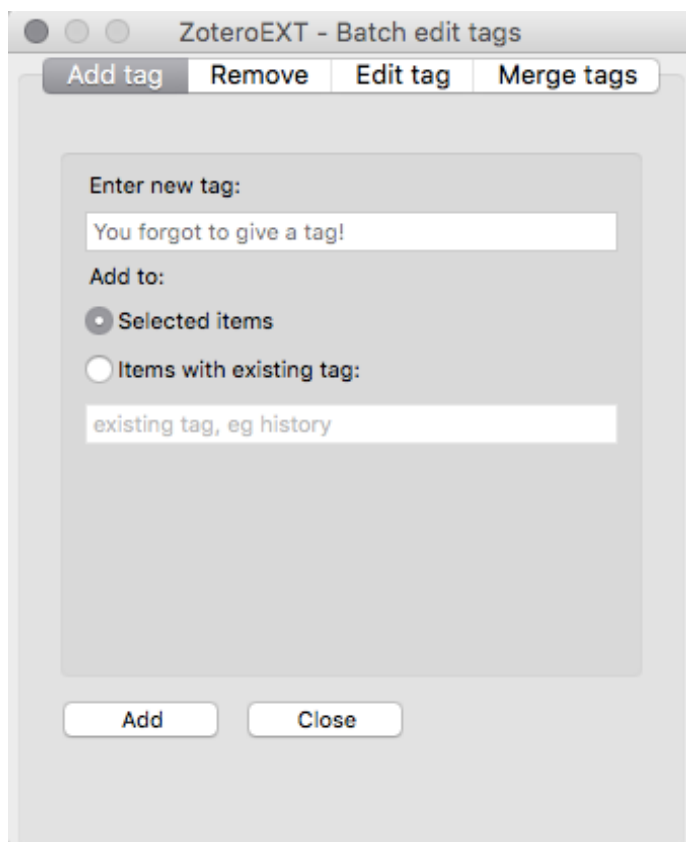 ZoteroEXT - Batch edit tags
Add tag Remove Edit tag Merge tags
Enter new tag:
You forgot to give a tag!
Add to:
Selected items
Items with existing tag:
existing tag, eg history
Add Close